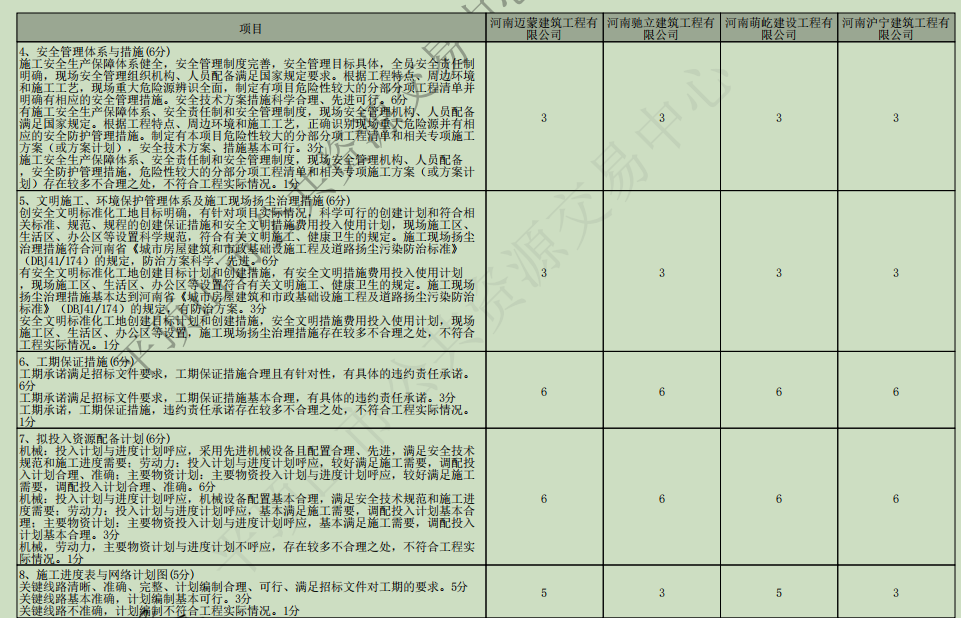 项目
河南迈蒙建筑工程有
限公司
河南驰立建筑工程有
限公司
河南萌屹建设工程有
限公司
河南沪宁建筑工程有
限公司
4、安全管理体系与措施(6分)
施工安全生产保障体系健全，安全管理制度完善，安全管理目标具体，全员安全责任制
明确，现场安全管理组织机构、人员配备满足国家规定要求。根据工程特点、周边环境
和施工工艺，现场重大危险源辨识全面，制定有项目危险性较大的分部分项工程清单并
明确有相应的安全管理措施。安全技术方案措施科学合理、先进可行。6分
有施工安全生产保障体系、安全责任制和安全管理制度，现场安全管理机构、人员配备
满足国家规定。根据工程特点、周边环境和施工工艺，正确识别现场重大危险源并有相
应的安全防护管理措施。制定有本项目危险性较大的分部分项工程清单和相关专项施工
方案（或方案计划），安全技术方案、措施基本可行。3分
施工安全生产保障体系、安全责任制和安全管理制度，现场安全管理机构、人员配备
，安全防护管理措施，危险性较大的分部分项工程清单和相关专项施工方案（或方案计
划）存在较多不合理之处，不符合工程实际情况。1分
3
3
3
3
5、文明施工、环境保护管理体系及施工现场扬尘治理措施(6分)
创安全文明标准化工地目标明确，有针对项目实际情况，科学可行的创建计划和符合相
关标准、规范、规程的创建保证措施和安全文明措施费用投入使用计划，现场施工区、
生活区、办公区等设置科学规范，符合有关文明施工、健康卫生的规定。施工现场扬尘
治理措施符合河南省《城市房屋建筑和市政基础设施工程及道路扬尘污染防治标准》
（DBJ41/174）的规定，防治方案科学、先进。6分
有安全文明标准化工地创建目标计划和创建措施，有安全文明措施费用投入使用计划
，现场施工区、生活区、办公区等设置符合有关文明施工、健康卫生的规定。施工现场
扬尘治理措施基本达到河南省《城市房屋建筑和市政基础设施工程及道路扬尘污染防治
标准》（DBJ41/174）的规定，有防治方案。3分
安全文明标准化工地创建目标计划和创建措施，安全文明措施费用投入使用计划，现场
施工区、生活区、办公区等设置，施工现场扬尘治理措施存在较多不合理之处，不符合
工程实际情况。1分
3
3
3
3
6、工期保证措施(6分)
工期承诺满足招标文件要求，工期保证措施合理且有针对性，有具体的违约责任承诺。
6分
工期承诺满足招标文件要求，工期保证措施基本合理，有具体的违约责任承诺。3分
工期承诺，工期保证措施，违约责任承诺存在较多不合理之处，不符合工程实际情况。
1分
6
6
6
6
7、拟投入资源配备计划(6分)
机械：投入计划与进度计划呼应，采用先进机械设备且配置合理、先进，满足安全技术
规范和施工进度需要；劳动力：投入计划与进度计划呼应，较好满足施工需要，调配投
入计划合理、准确；主要物资计划：主要物资投入计划与进度计划呼应，较好满足施工
需要，调配投入计划合理、准确。6分
机械：投入计划与进度计划呼应，机械设备配置基本合理，满足安全技术规范和施工进
度需要；劳动力：投入计划与进度计划呼应，基本满足施工需要，调配投入计划基本合
理；主要物资计划：主要物资投入计划与进度计划呼应，基本满足施工需要，调配投入
计划基本合理。3分
机械，劳动力，主要物资计划与进度计划不呼应，存在较多不合理之处，不符合工程实
际情况。1分
6
6
6
6
8、施工进度表与网络计划图(5分)
关键线路清晰、准确、完整、计划编制合理、可行、满足招标文件对工期的要求。5分
关键线路基本准确，计划编制基本可行。3分
关键线路不准确，计划编制不符合工程实际情况。1分
5
3
5
3